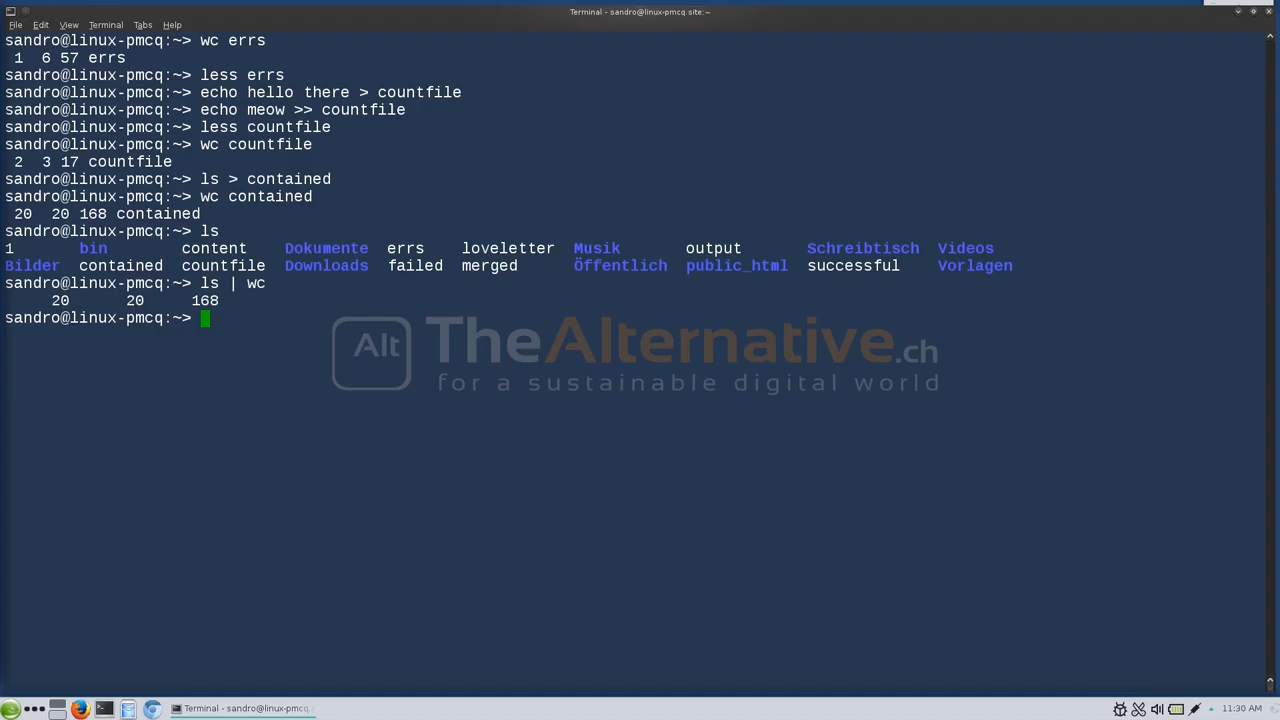 Terminal - sandro@linux-pmcq.site:~
File Edit View Terminal Tabs Help
sandro@linux-pmcq:~> wc errs
 1  6 57 errs
sandro@linux-pmcq:~> less errs
sandro@linux-pmcq:~> echo hello there > countfile
sandro@linux-pmcq:~> echo meow >> countfile
sandro@linux-pmcq:~> less countfile
sandro@linux-pmcq:~> wc countfile
 2  3 17 countfile
sandro@linux-pmcq:~> ls > contained
sandro@linux-pmcq:~> wc contained
 20  20 168 contained
sandro@linux-pmcq:~> ls
1       bin        content    Dokumente  errs    loveletter  Musik       output       Schreibtisch  Videos
Bilder  contained  countfile  Downloads  failed  merged      Öffentlich  public_html  successful    Vorlagen
sandro@linux-pmcq:~> ls | wc
     20      20     168
sandro@linux-pmcq:~>
Alt TheAlternative.ch
for a sustainable digital world
Terminal - sandro@linux-pmcq. 11:30 AM